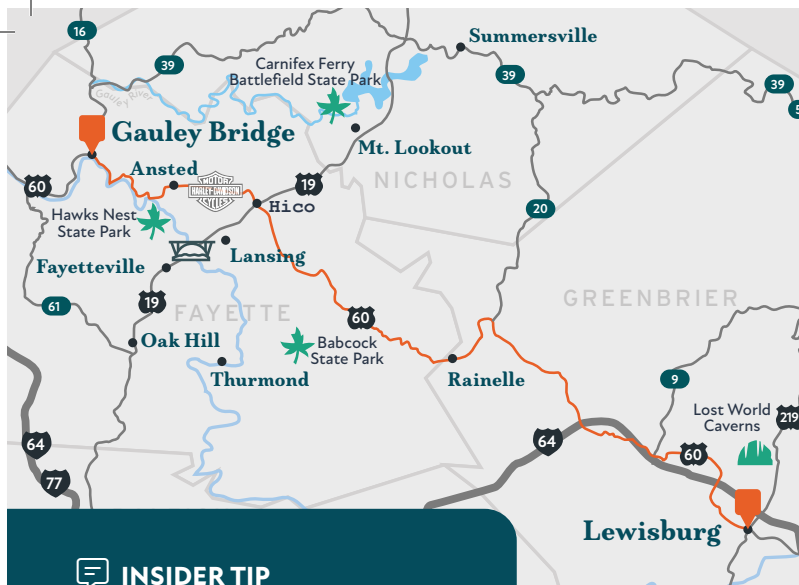 16
39
Summersville
Carnifex Ferry
Battlefield State Park
39
39
Gauley River
Gauley Bridge
Mt. Lookout
Ansted
MOTOR
HARLEY-DAVIDSON
CYCLES
19
NICHOLAS
60
Hico
20
Hawks Nest
State Park
Lansing
Fayetteville
GREENBRIER
19
FAYETTE
61
60
Oak Hill
Babcock
State Park
Thurmond
Rainelle
9
Lost World
Caverns
219
64
64
60
77
Lewisburg
INSIDER TIP